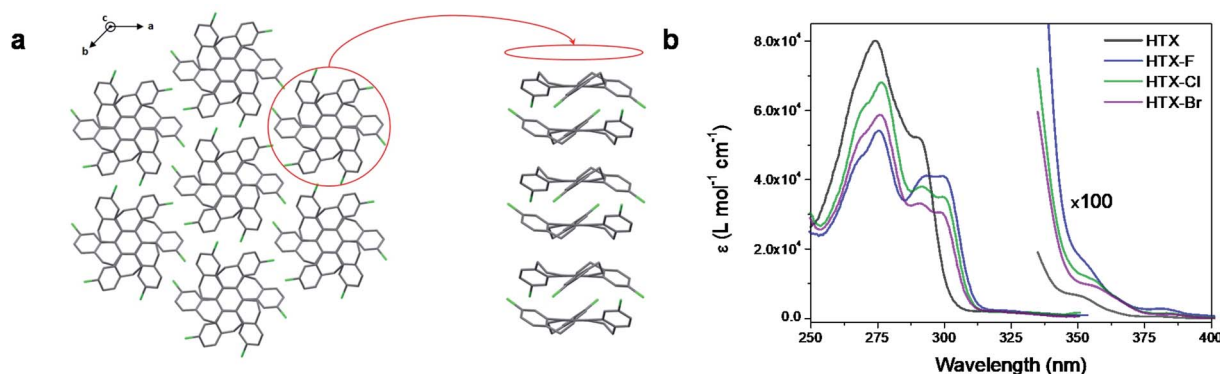 a
c
a
b
b
HTX
HTX-F
HTX-Cl
HTX-Br
x100
ε (L mol⁻¹ cm⁻¹)
8.0x10⁴
6.0x10⁴
4.0x10⁴
2.0x10⁴
0.0
250 275 300 325 350 375 400
Wavelength (nm)